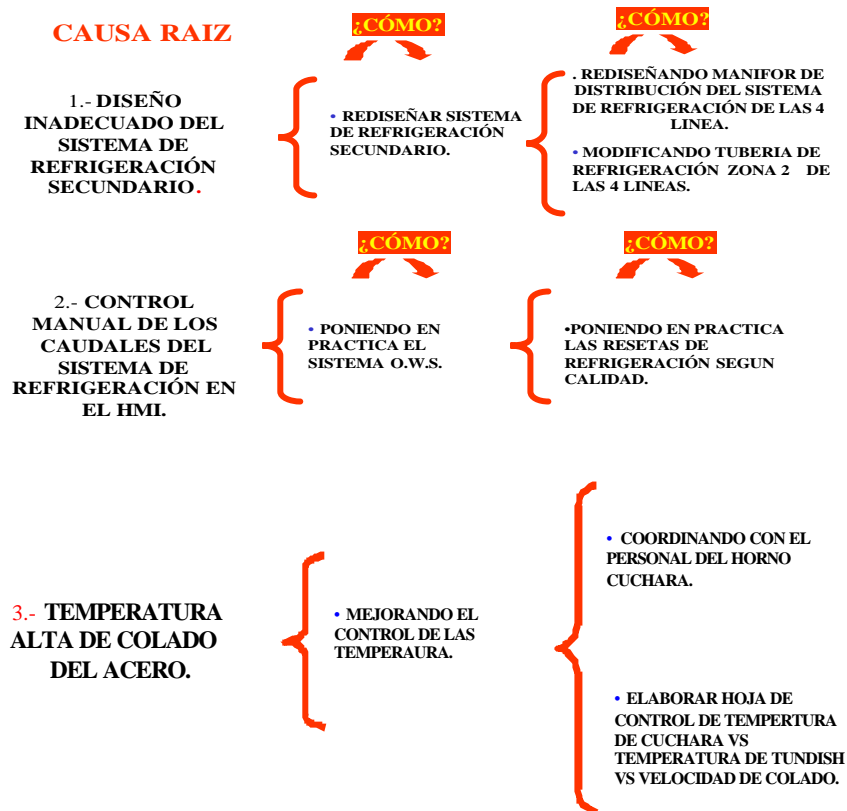 CAUSA RAIZ
¿CÓMO?
¿CÓMO?
1.- DISEÑO
INADECUADO DEL
SISTEMA DE
REFRIGERACIÓN
SECUNDARIO.
• REDISEÑAR SISTEMA
DE REFRIGERACIÓN
SECUNDARIO.
. REDISEÑANDO MANIFOR DE
DISTRIBUCIÓN DEL SISTEMA
DE REFRIGERACIÓN DE LAS 4
LINEA.
• MODIFICANDO TUBERIA DE
REFRIGERACIÓN ZONA 2 DE
LAS 4 LINEAS.
¿CÓMO?
¿CÓMO?
2.- CONTROL
MANUAL DE LOS
CAUDALES DEL
SISTEMA DE
REFRIGERACIÓN EN
EL HMI.
• PONIENDO EN
PRACTICA EL
SISTEMA O.W.S.
•PONIENDO EN PRACTICA
LAS RESETAS DE
REFRIGERACIÓN SEGUN
CALIDAD.
3.- TEMPERATURA
ALTA DE COLADO
DEL ACERO.
• MEJORANDO EL
CONTROL DE LAS
TEMPERAURA.
• COORDINANDO CON EL
PERSONAL DEL HORNO
CUCHARA.
• ELABORAR HOJA DE
CONTROL DE TEMPERTURA
DE CUCHARA VS
TEMPERATURA DE TUNDISH
VS VELOCIDAD DE COLADO.